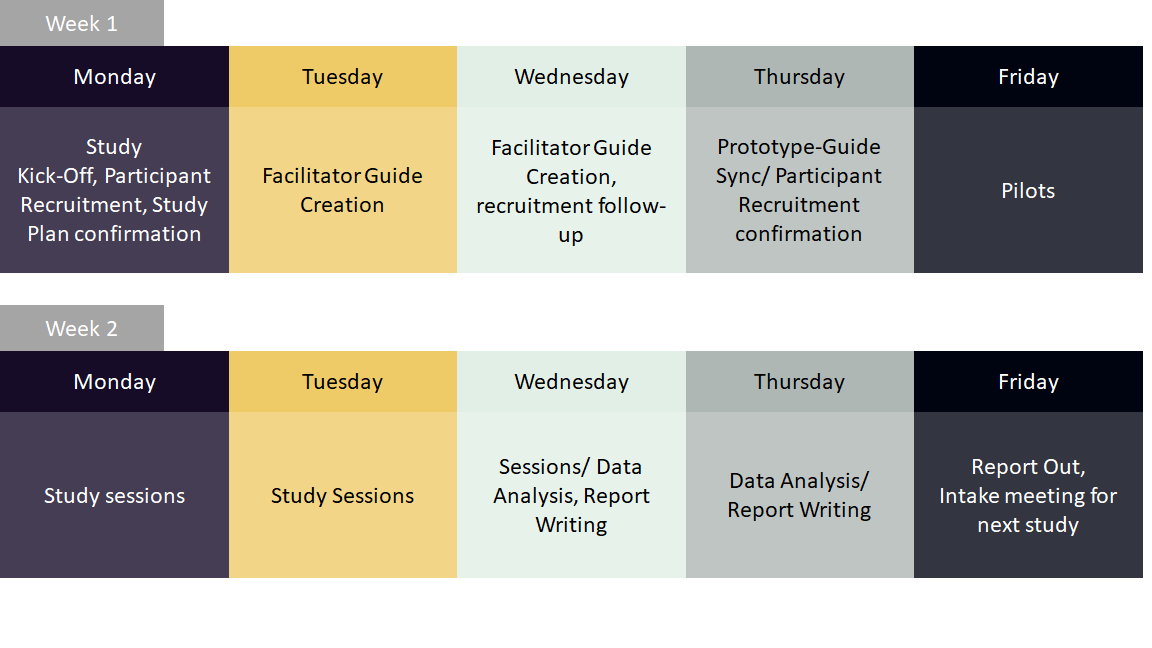 Week 1
Monday
Tuesday
Wednesday
Thursday
Friday
Study
Kick-Off, Participant
Recruitment, Study
Plan confirmation
Facilitator Guide
Creation
Facilitator Guide
Creation,
recruitment follow-
up
Prototype-Guide
Sync/ Participant
Recruitment
confirmation
Pilots
Week 2
Monday
Tuesday
Wednesday
Thursday
Friday
Study sessions
Study Sessions
Sessions/ Data
Analysis, Report
Writing
Data Analysis/
Report Writing
Report Out,
Intake meeting for
next study